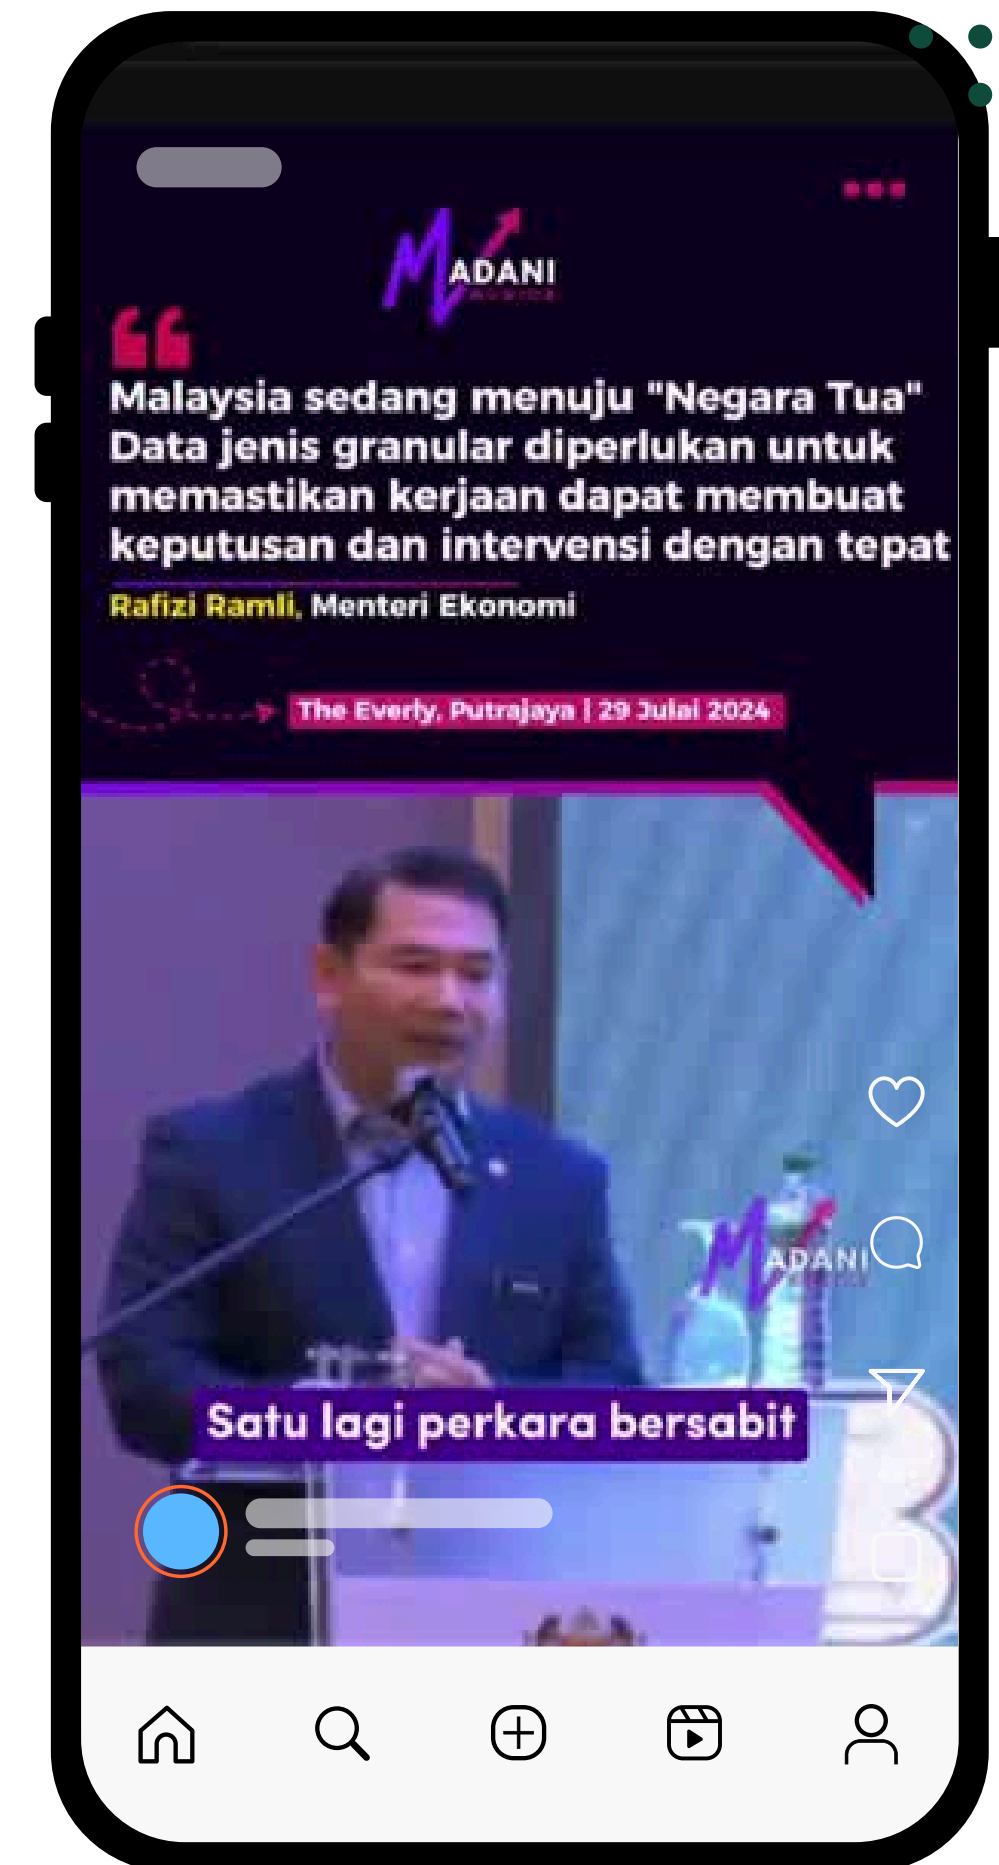 MADANI
Malaysia sedang menuju "Negara Tua"
Data jenis granular diperlukan untuk
memastikan kerjaan dapat membuat
keputusan dan intervensi dengan tepat
Rafizi Ramli, Menteri Ekonomi
The Everly, Putrajaya | 29 Julai 2024
MADANI
Satu lagi perkara bersabit
B